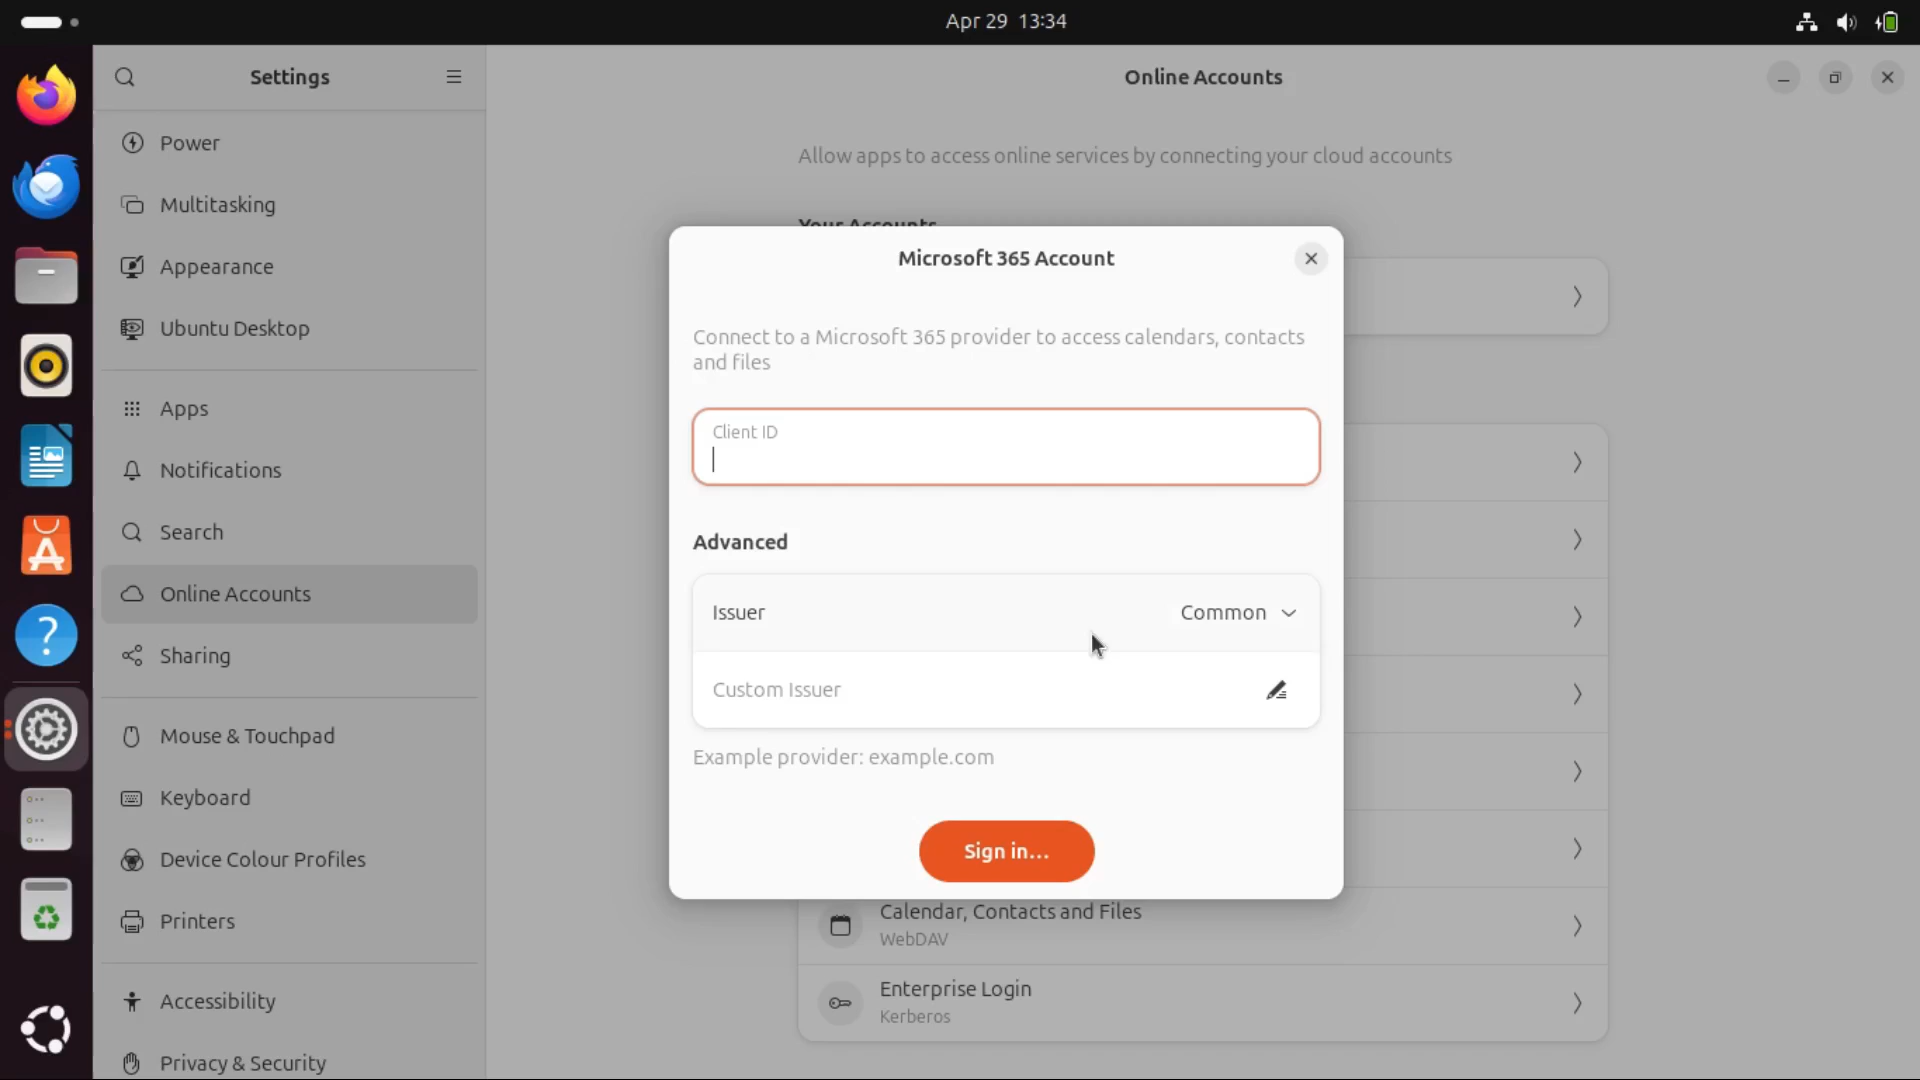 Apr 29 13:34
Settings
Power
Multitasking
Appearance
Ubuntu Desktop
Apps
Notifications
Search
Online Accounts
Sharing
Mouse & Touchpad
Keyboard
Device Colour Profiles
Printers
Accessibility
Privacy & Security
Online Accounts
Allow apps to access online services by connecting your cloud accounts
Your Accounts
Microsoft 365 Account
Connect to a Microsoft 365 provider to access calendars, contacts
and files
Client ID
Advanced
Issuer
Common
Custom Issuer
Example provider: example.com
Sign in...
Calendar, Contacts and Files
WebDAV
Enterprise Login
Kerberos